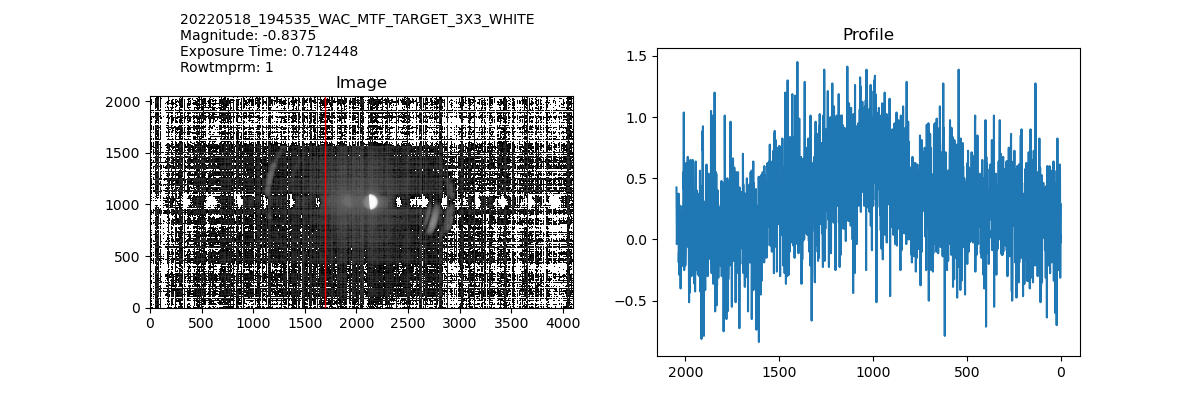 20220518_194535_WAC_MTF_TARGET_3X3_WHITE
Magnitude: -0.8375
Exposure Time: 0.712448
Rowtmprm: 1
Image
2000
1500
1000
500
0
0 500 1000 1500 2000 2500 3000 3500 4000
Profile
1.5
1.0
0.5
0.0
−0.5
2000 1500 1000 500 0